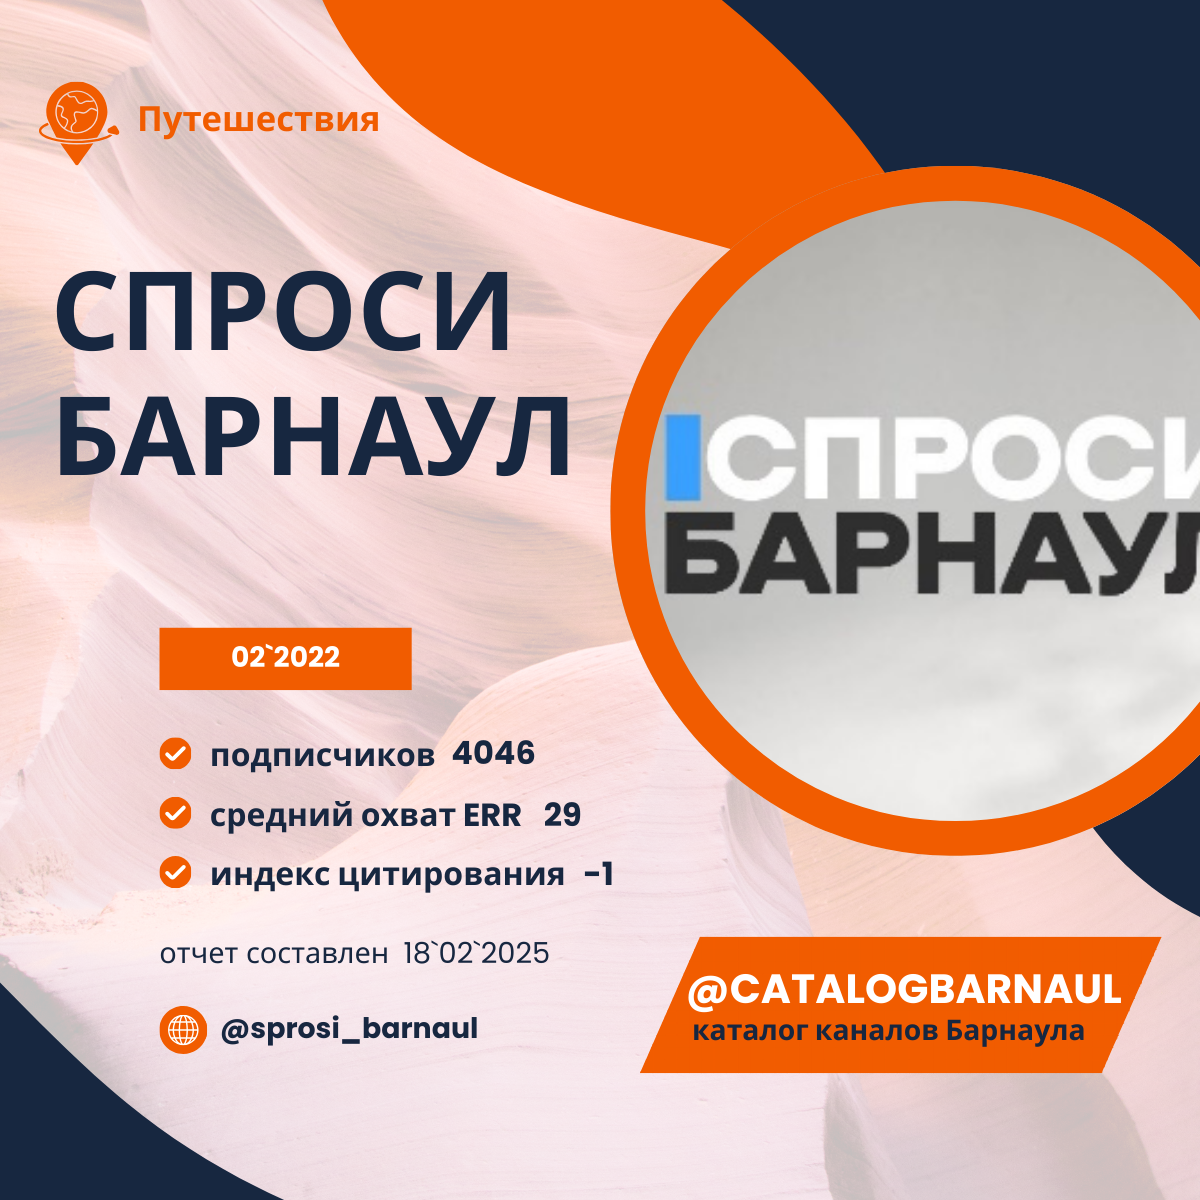 Путешествия
СПРОСИ
БАРНАУЛ
СПРОСИ
БАРНАУЛ
02`2022
подписчиков 4046
средний охват ERR 29
индекс цитирования -1
отчет составлен 18`02`2025
@sprosi_barnaul
@CATALOGBARNAUL
каталог каналов Барнаула